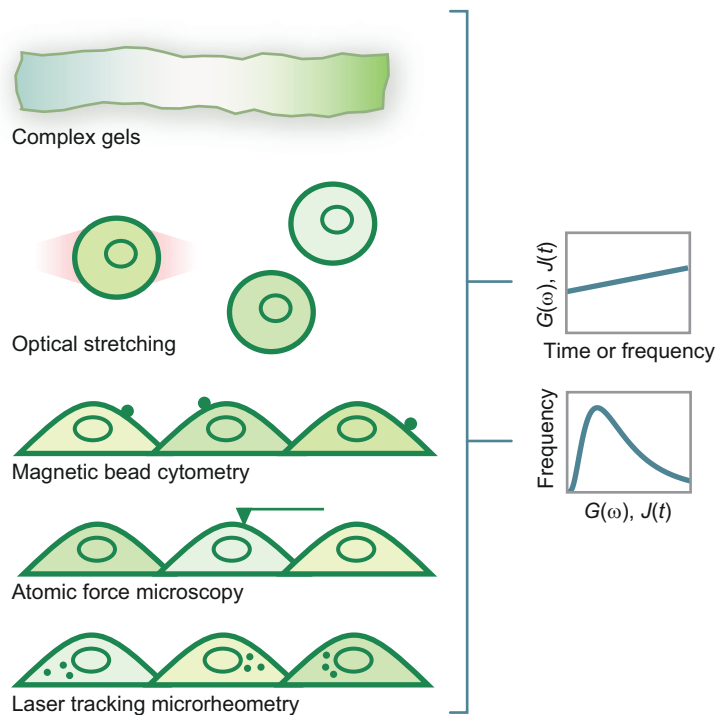 Complex gels
Optical stretching
Magnetic bead cytometry
Atomic force microscopy
Laser tracking microrheometry
G(ω), J(t)
Time or frequency
Frequency
G(ω), J(t)